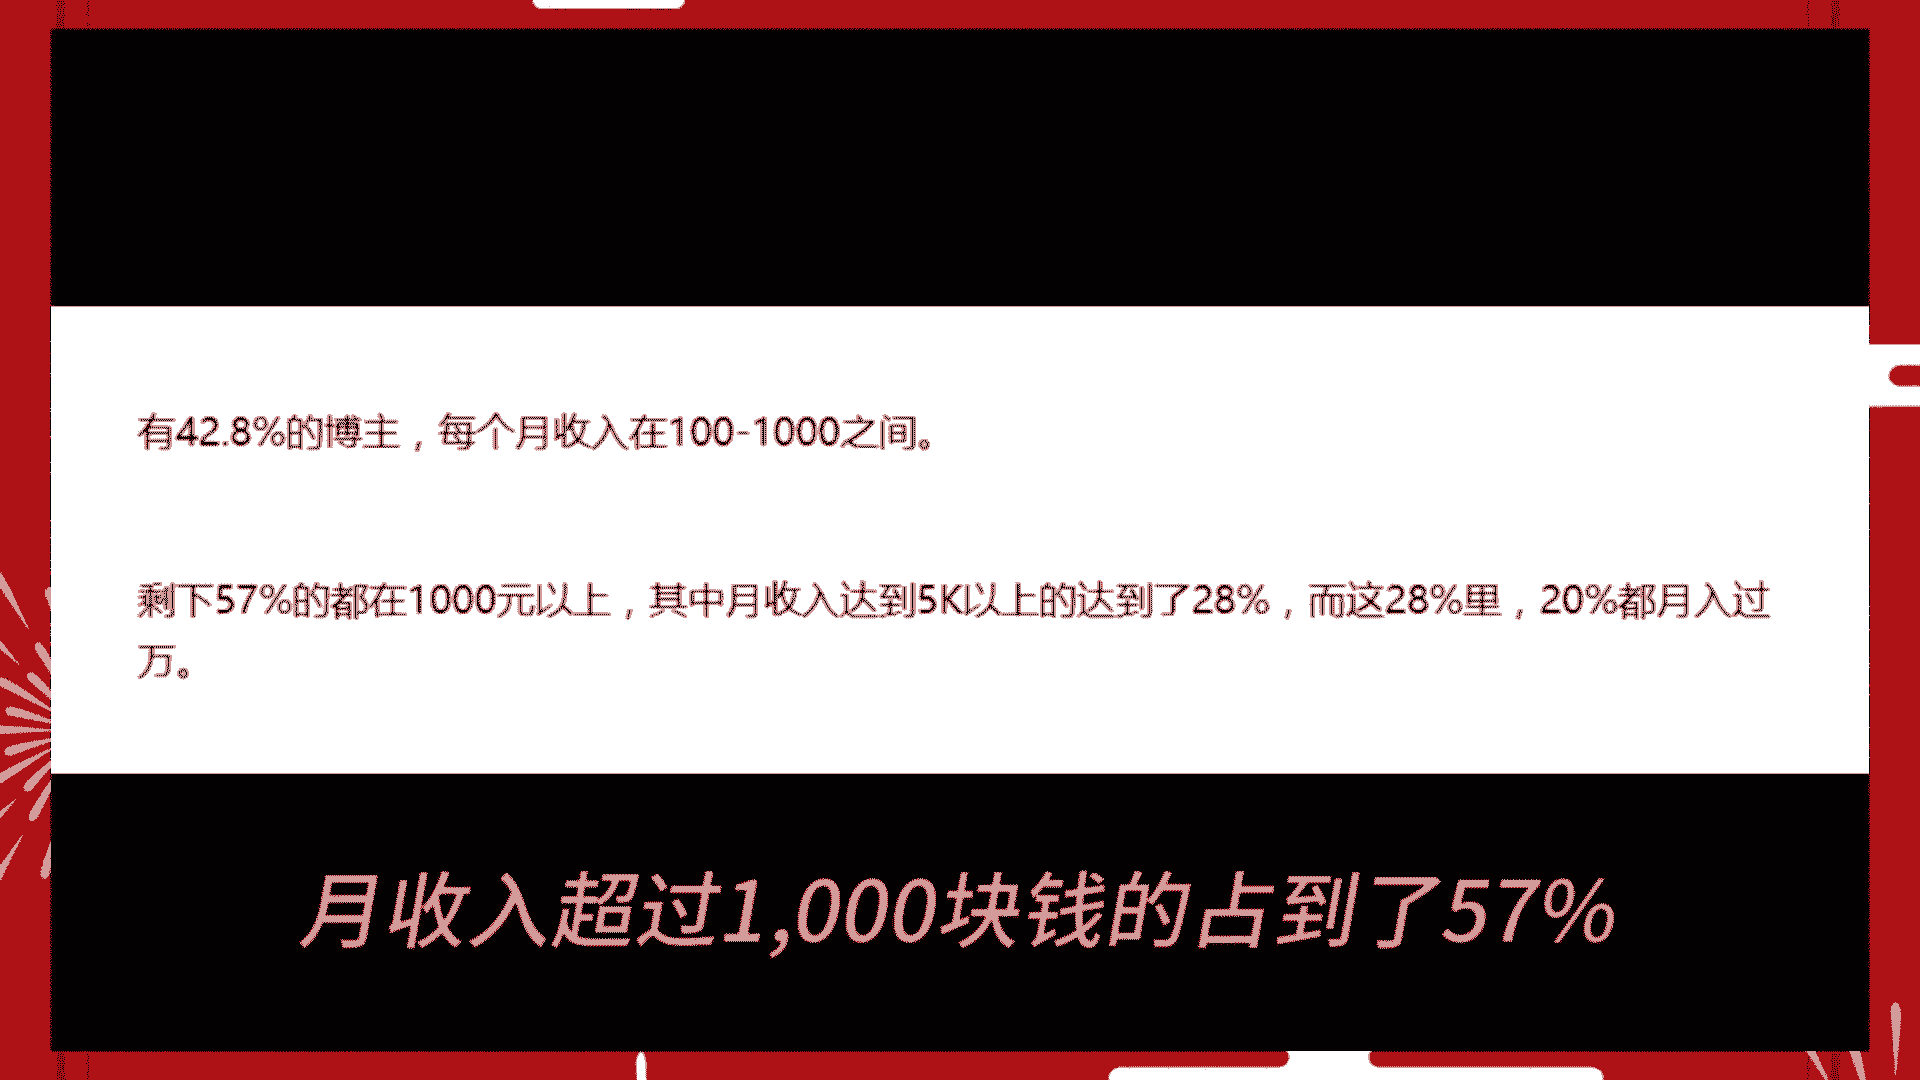 有42.8%的博主，每个月收入在100-1000之间。
剩下57%的都在1000元以上，其中月收入达到5K以上的达到了28%，而这28%里，20%都月入过
万。
月收入超过1,000块钱的占到了57%